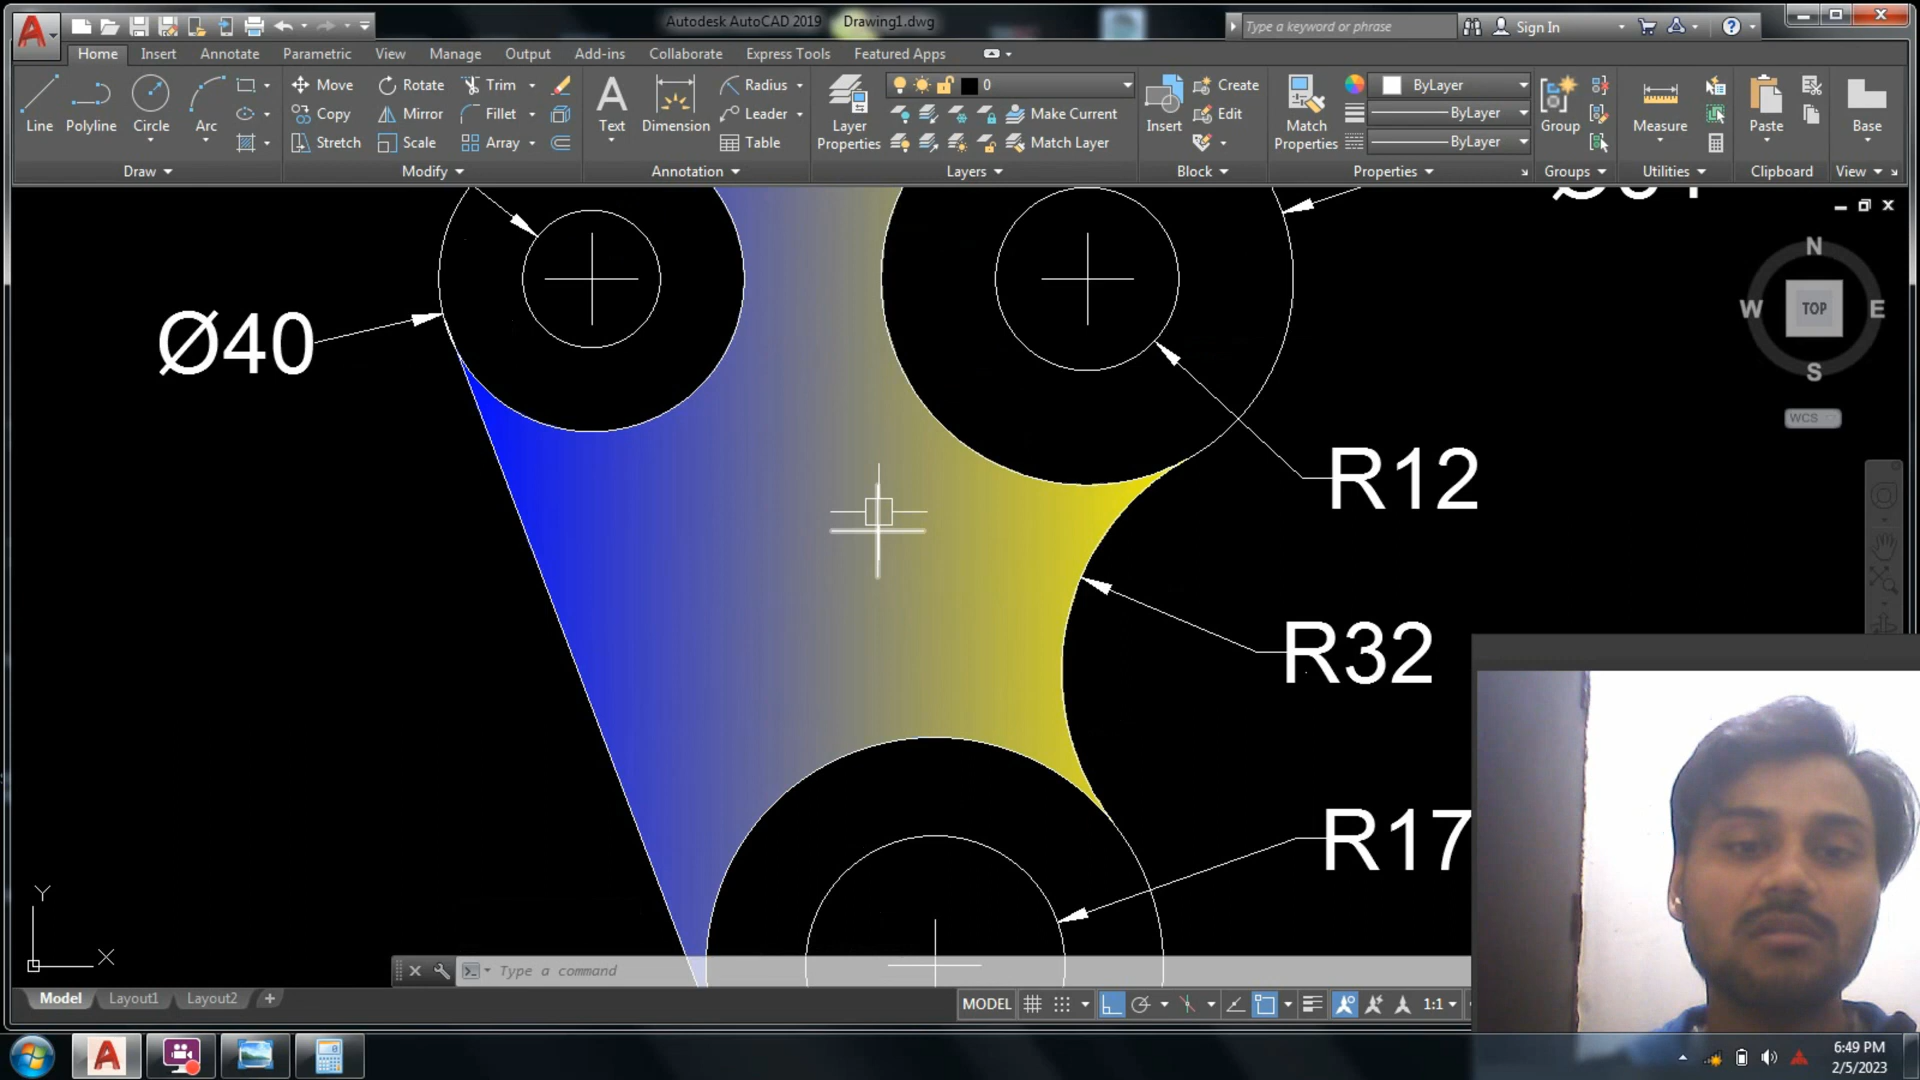 Autodesk AutoCAD 2019 Drawing1.dwg
Type a keyword or phrase
Sign In
Home Insert Annotate Parametric View Manage Output Add-ins Collaborate Express Tools Featured Apps
Line Polyline Circle Arc
Move Rotate Trim
Copy Mirror Fillet
Stretch Scale Array
Text Dimension
Radius
Leader
Table
Layer Properties
0
Make Current
Match Layer
Insert
Create
Edit
Match Properties
ByLayer
ByLayer
ByLayer
Group
Measure
Paste
Base
Draw Modify Annotation Layers Block Properties Groups Utilities Clipboard View
N
W TOP E
S
WCS
Ø40
R12
R32
R17
Y
X
Type a command
Model Layout1 Layout2 +
MODEL
1:1
6:49 PM
2/5/2023